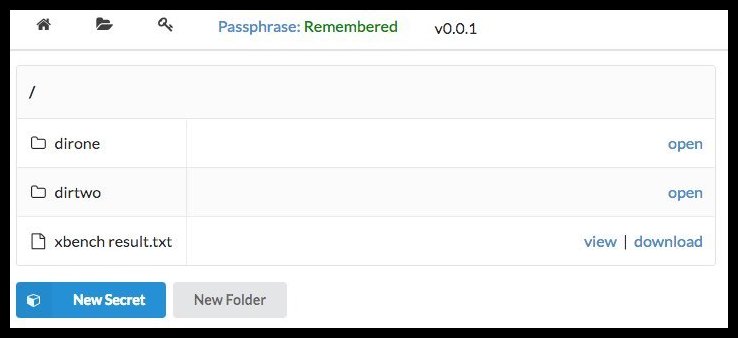 Passphrase: Remembered v0.0.1
/
dirone open
dirtwo open
xbench result.txt view | download
New Secret New Folder